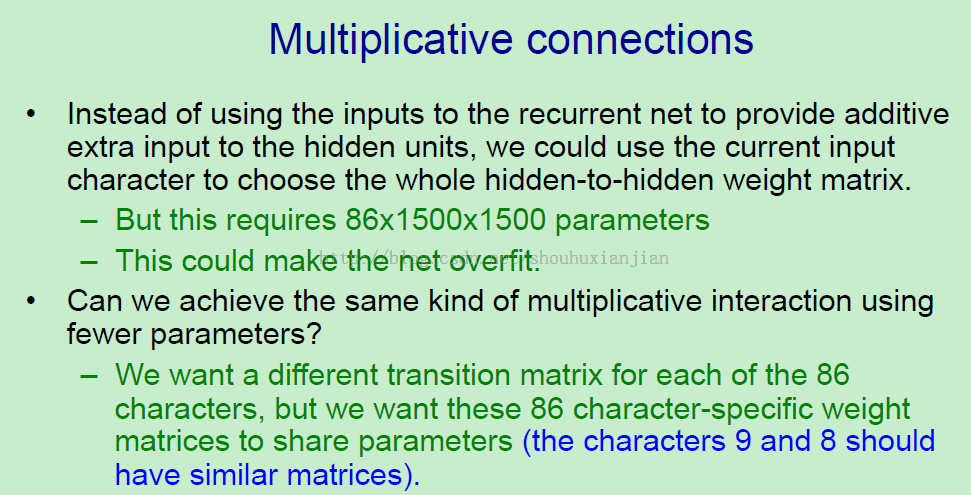 Multiplicative connections
• Instead of using the inputs to the recurrent net to provide additive
extra input to the hidden units, we could use the current input
character to choose the whole hidden-to-hidden weight matrix.
– But this requires 86x1500x1500 parameters
– This could make the net overfit.
http://blog.csdn.net/shouhuxianjian
• Can we achieve the same kind of multiplicative interaction using
fewer parameters?
– We want a different transition matrix for each of the 86
characters, but we want these 86 character-specific weight
matrices to share parameters (the characters 9 and 8 should
have similar matrices).